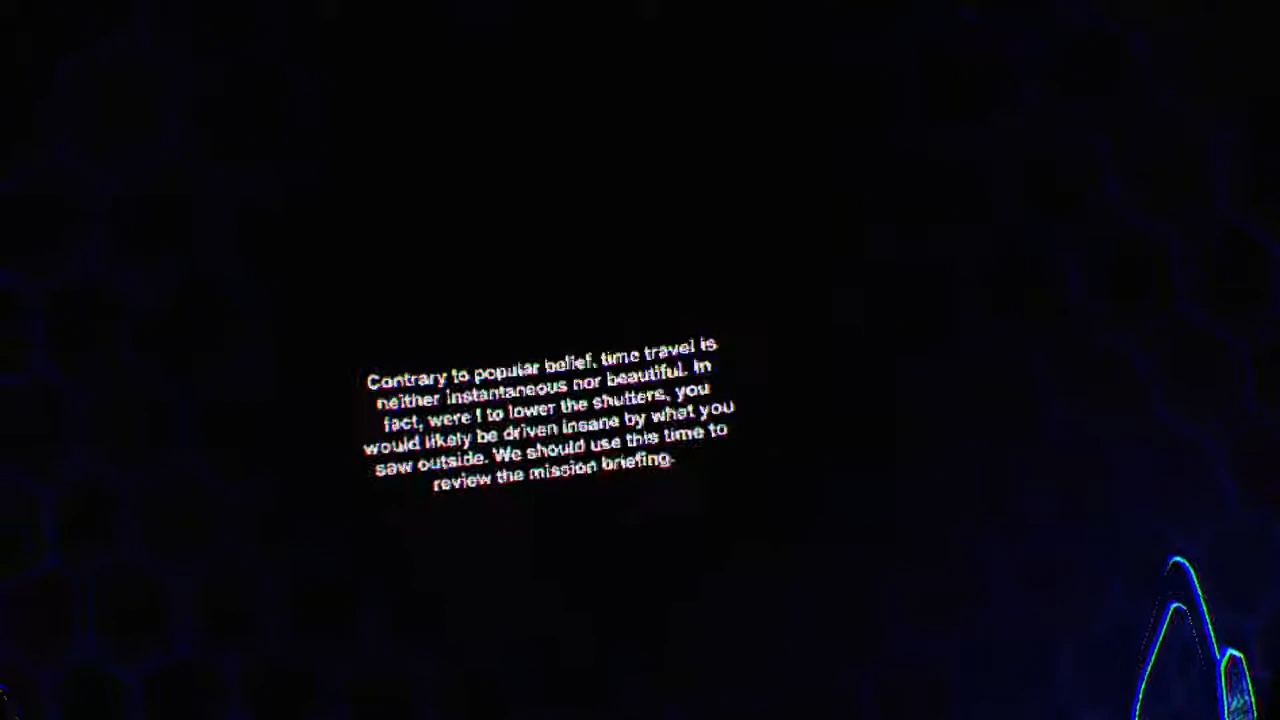 Contrary to popular belief, time travel is
neither instantaneous nor beautiful. In
fact, were I to lower the shutters, you
would likely be driven insane by what you
saw outside. We should use this time to
review the mission briefing.